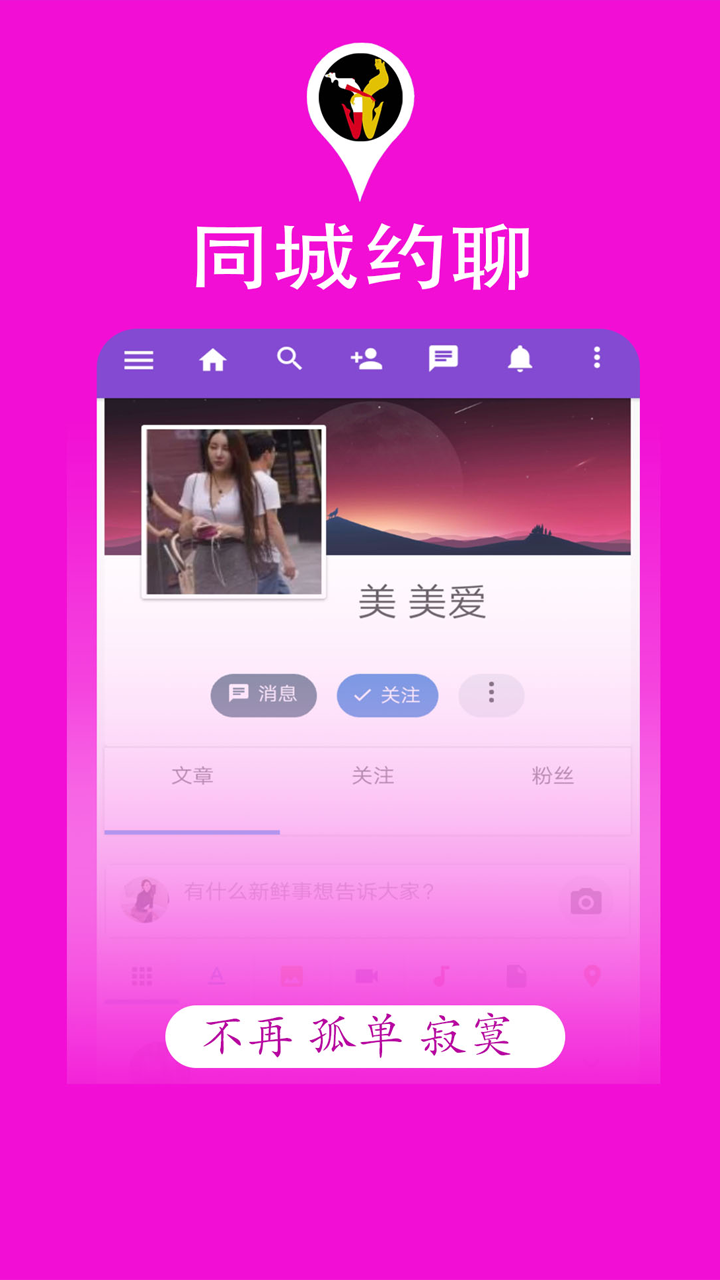 同城约聊
美 美爱
消息 关注
文章 关注 粉丝
有什么新鲜事想告诉大家？
不再 孤单 寂寞